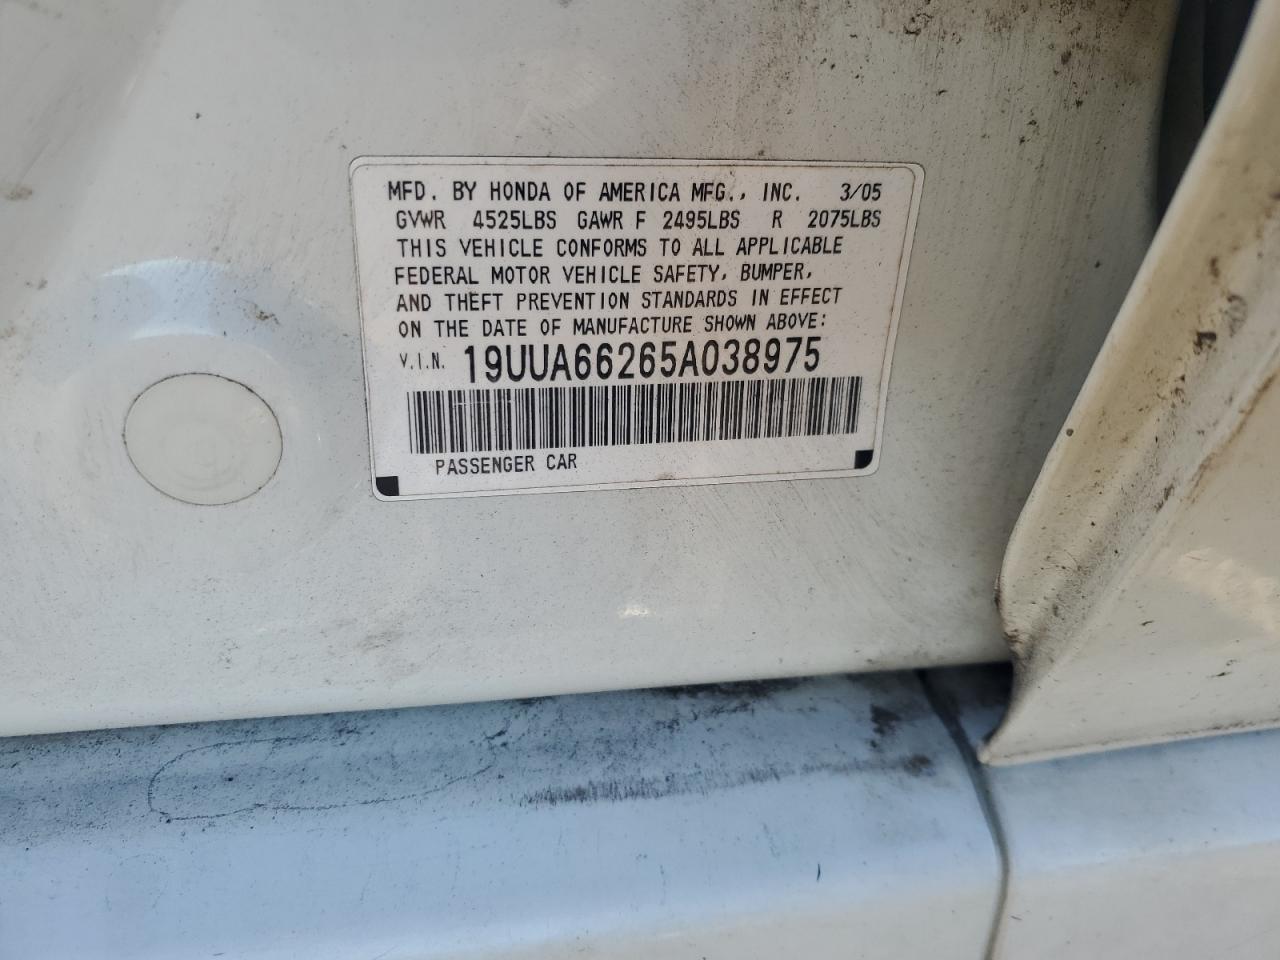 MFD. BY HONDA OF AMERICA MFG., INC. 3/05
GVWR 4525LBS GAWR F 2495LBS R 2075LBS
THIS VEHICLE CONFORMS TO ALL APPLICABLE
FEDERAL MOTOR VEHICLE SAFETY, BUMPER,
AND THEFT PREVENTION STANDARDS IN EFFECT
ON THE DATE OF MANUFACTURE SHOWN ABOVE:
V.I.N. 19UUA66265A038975
PASSENGER CAR